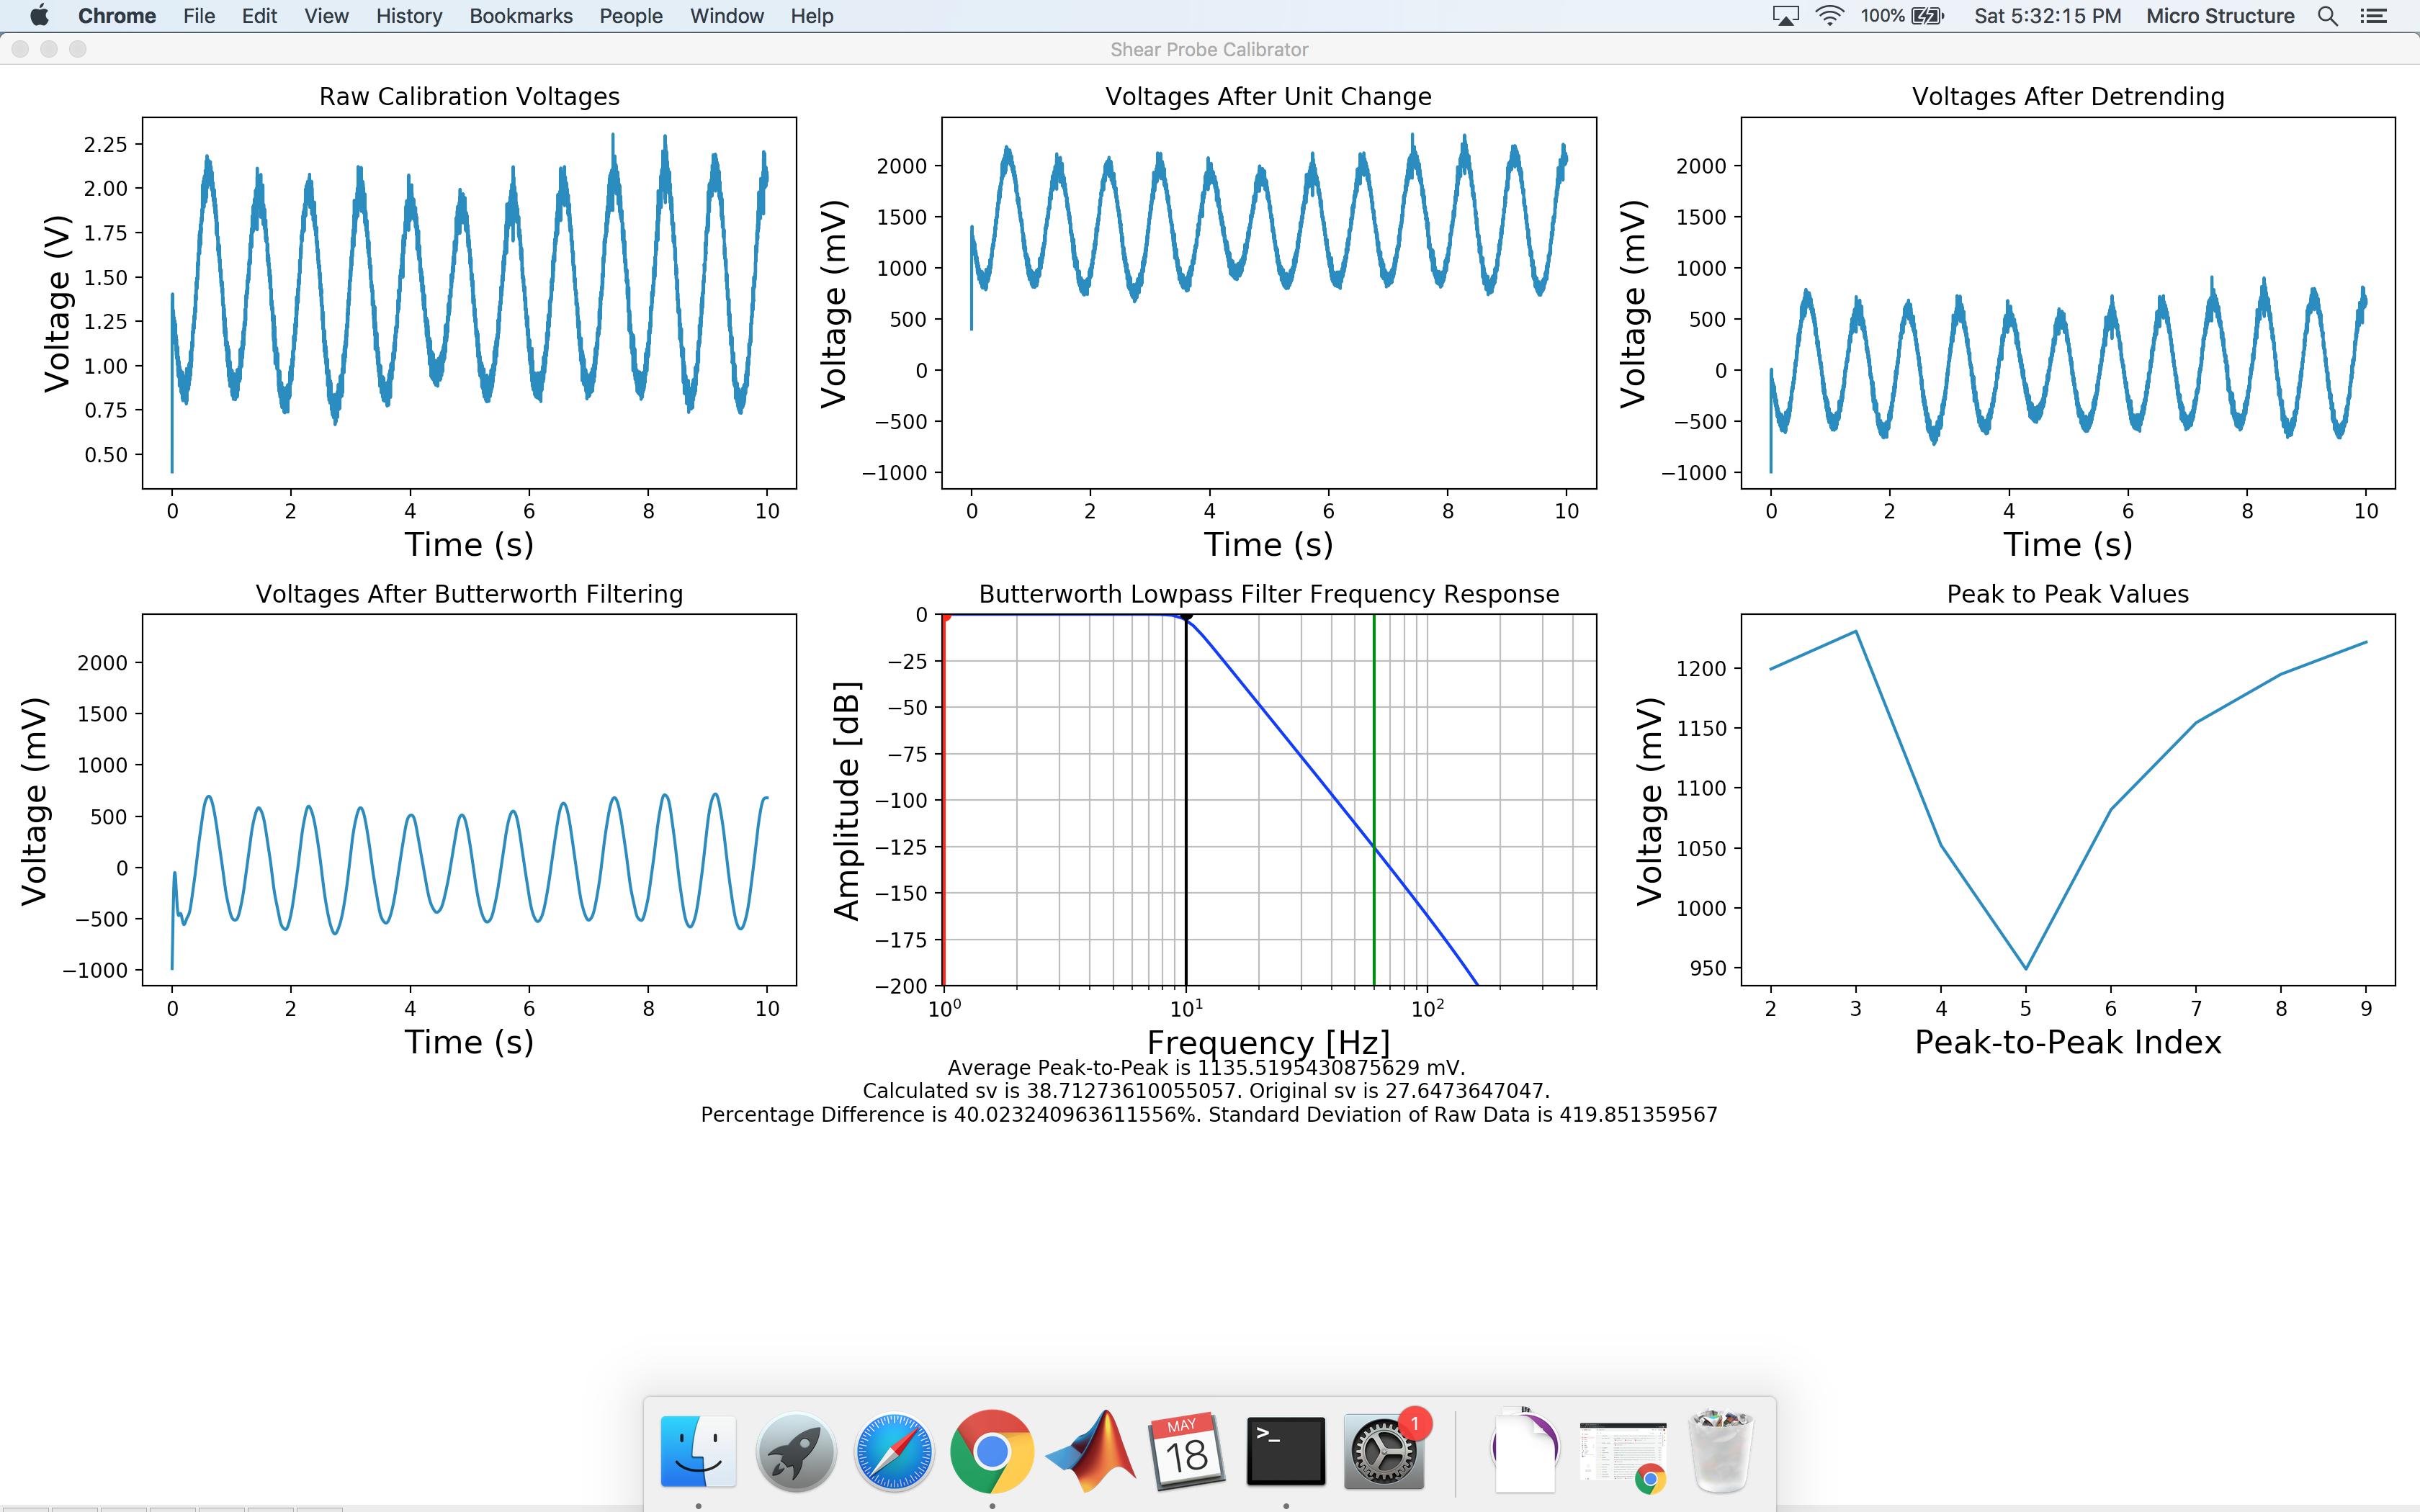 Chrome File Edit View History Bookmarks People Window Help 100% Sat 5:32:15 PM Micro Structure
Shear Probe Calibrator
Raw Calibration Voltages
Voltage (V)
2.25
2.00
1.75
1.50
1.25
1.00
0.75
0.50
0 2 4 6 8 10
Time (s)
Voltages After Unit Change
Voltage (mV)
2000
1500
1000
500
0
−500
−1000
0 2 4 6 8 10
Time (s)
Voltages After Detrending
Voltage (mV)
2000
1500
1000
500
0
−500
−1000
0 2 4 6 8 10
Time (s)
Voltages After Butterworth Filtering
Voltage (mV)
2000
1500
1000
500
0
−500
−1000
0 2 4 6 8 10
Time (s)
Butterworth Lowpass Filter Frequency Response
Amplitude [dB]
0
−25
−50
−75
−100
−125
−150
−175
−200
10⁰ 10¹ 10²
Frequency [Hz]
Peak to Peak Values
Voltage (mV)
1200
1150
1100
1050
1000
950
2 3 4 5 6 7 8 9
Peak-to-Peak Index
Average Peak-to-Peak is 1135.5195430875629 mV.
Calculated sv is 38.71273610055057. Original sv is 27.6473647047.
Percentage Difference is 40.023240963611556%. Standard Deviation of Raw Data is 419.851359567
MAY
18
>_
1